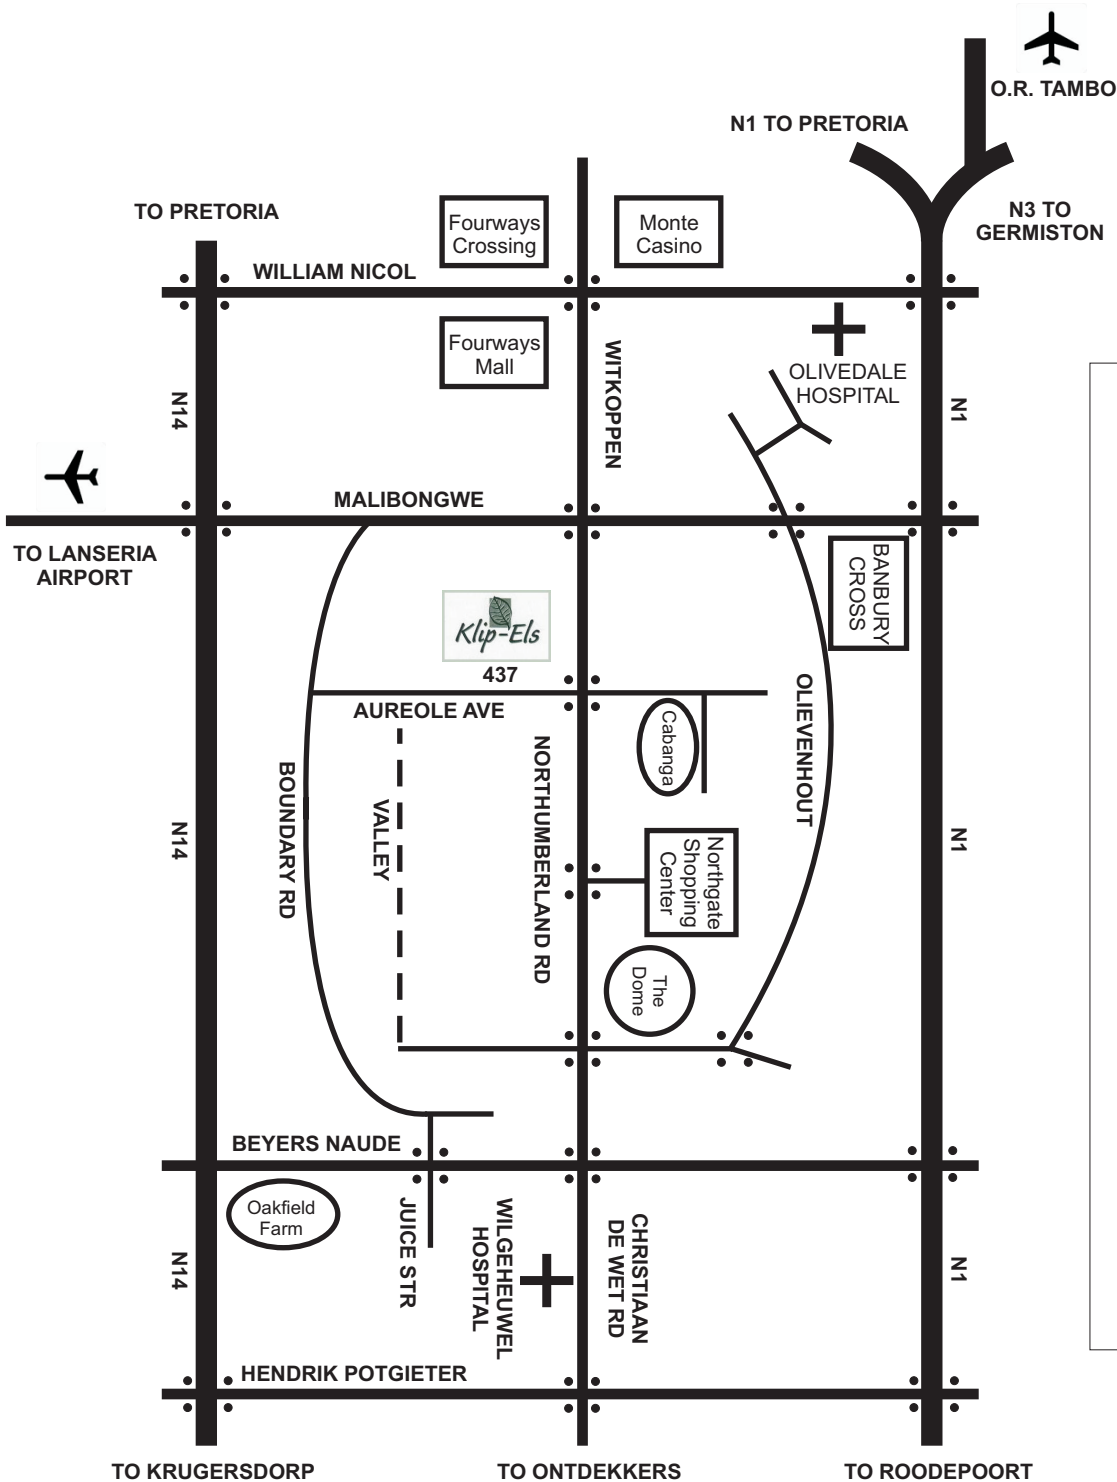 O.R. TAMBO
N1 TO PRETORIA
N3 TO
GERMISTON
TO PRETORIA
Fourways
Crossing
Monte
Casino
WILLIAM NICOL
Fourways
Mall
WITKOPPEN
OLIVEDALE
HOSPITAL
N14
N1
MALIBONGWE
TO LANSERIA
AIRPORT
BANBURY
CROSS
Klip-Els
437
AUREOLE AVE
OLIEVENHOUT
Cabanga
NORTHUMBERLAND RD
BOUNDARY RD
VALLEY
N14
N1
Northgate
Shopping
Center
The
Dome
BEYERS NAUDE
Oakfield
Farm
JUICE STR
WILGEHEUWEL
HOSPITAL
CHRISTIAAN
DE WET RD
N14
N1
HENDRIK POTGIETER
TO KRUGERSDORP
TO ONTDEKKERS
TO ROODEPOORT